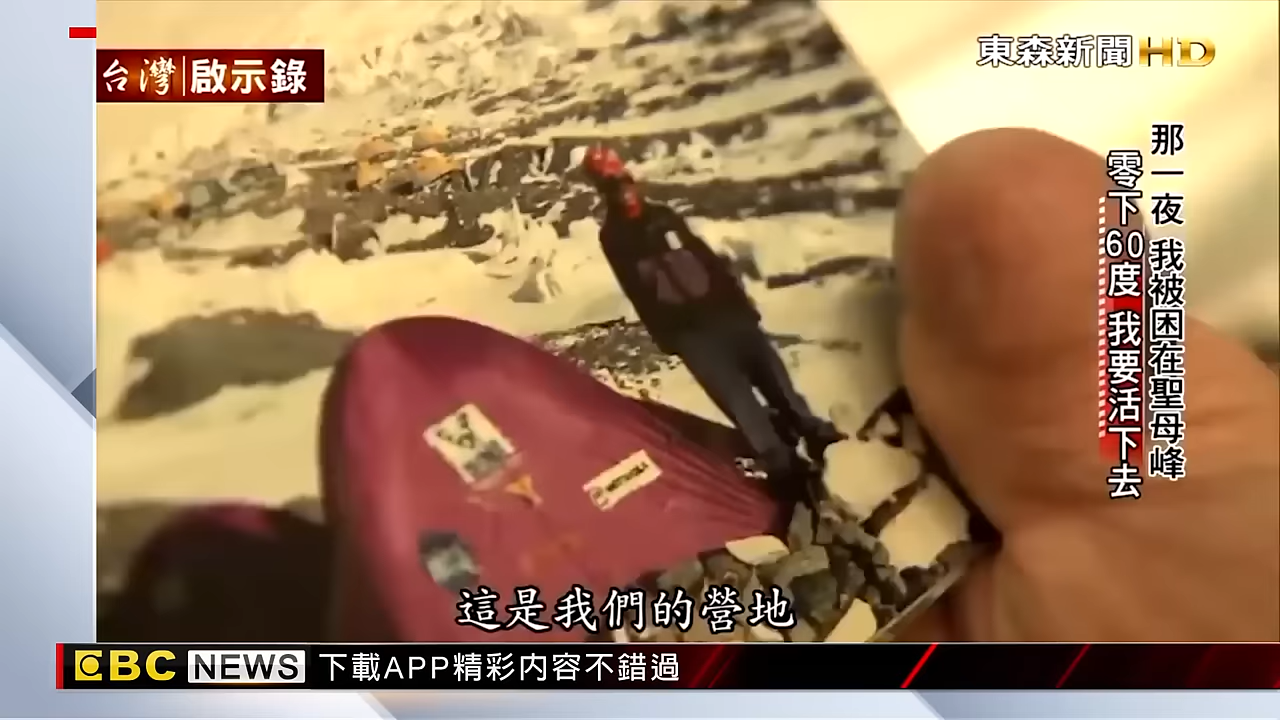 台灣啟示錄
東森新聞HD
那一夜 我被困在聖母峰
零下60度 我要活下去
這是我們的營地
EBC NEWS 下載APP精彩內容不錯過